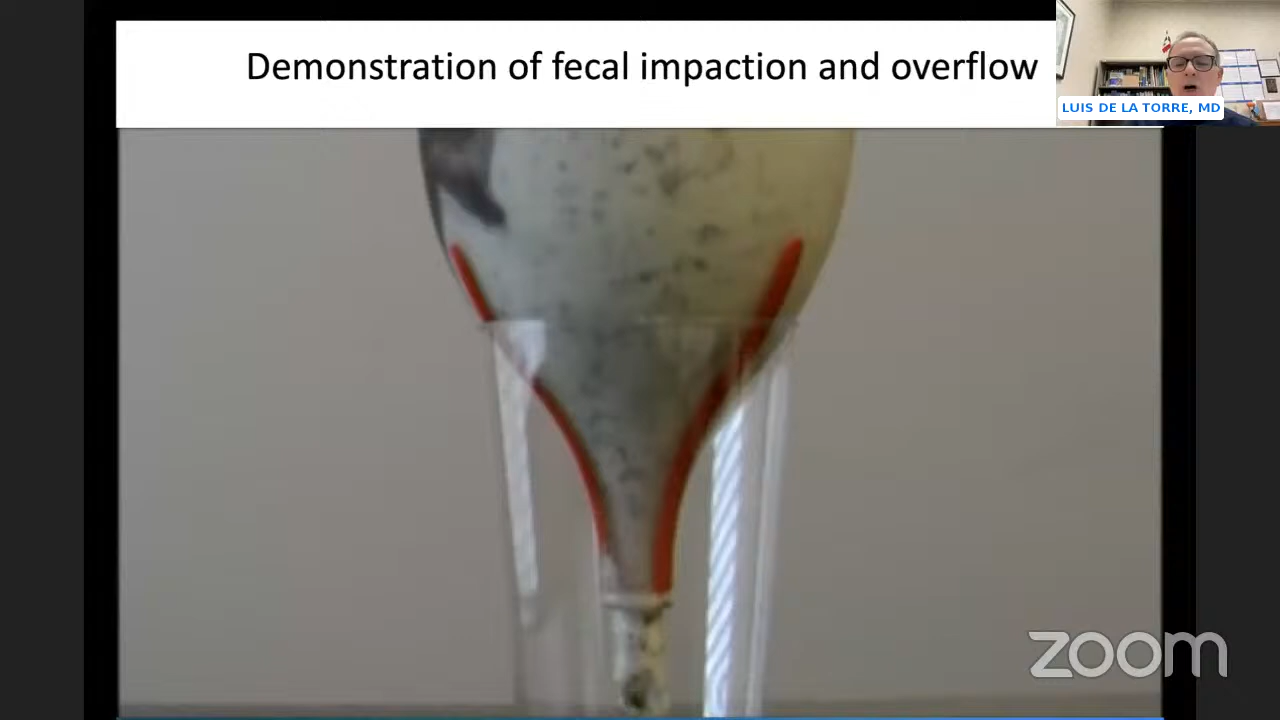 Demonstration of fecal impaction and overflow
LUIS DE LA TORRE, MD
zoom